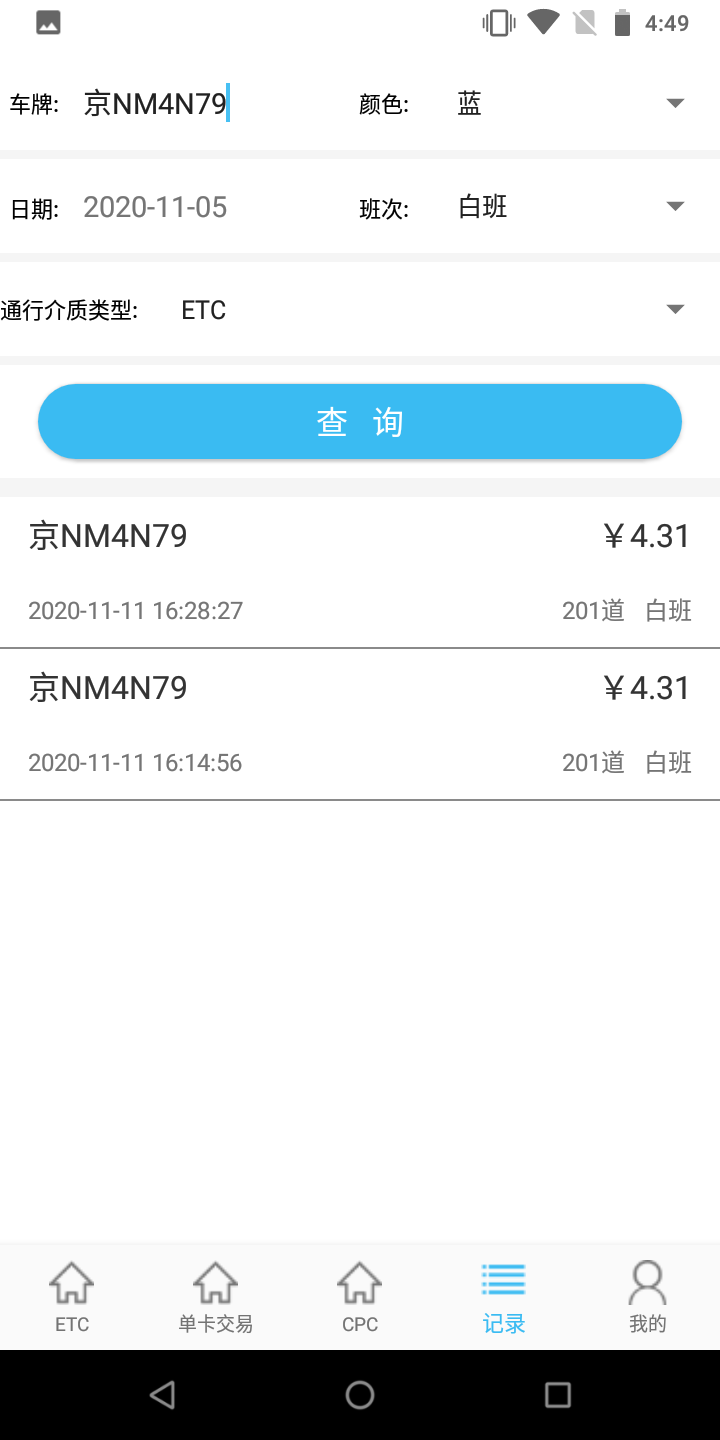 4:49
车牌: 京NM4N79 颜色: 蓝
日期: 2020-11-05 班次: 白班
通行介质类型: ETC
查 询
京NM4N79 ￥4.31
2020-11-11 16:28:27 201道 白班
京NM4N79 ￥4.31
2020-11-11 16:14:56 201道 白班
ETC 单卡交易 CPC 记录 我的